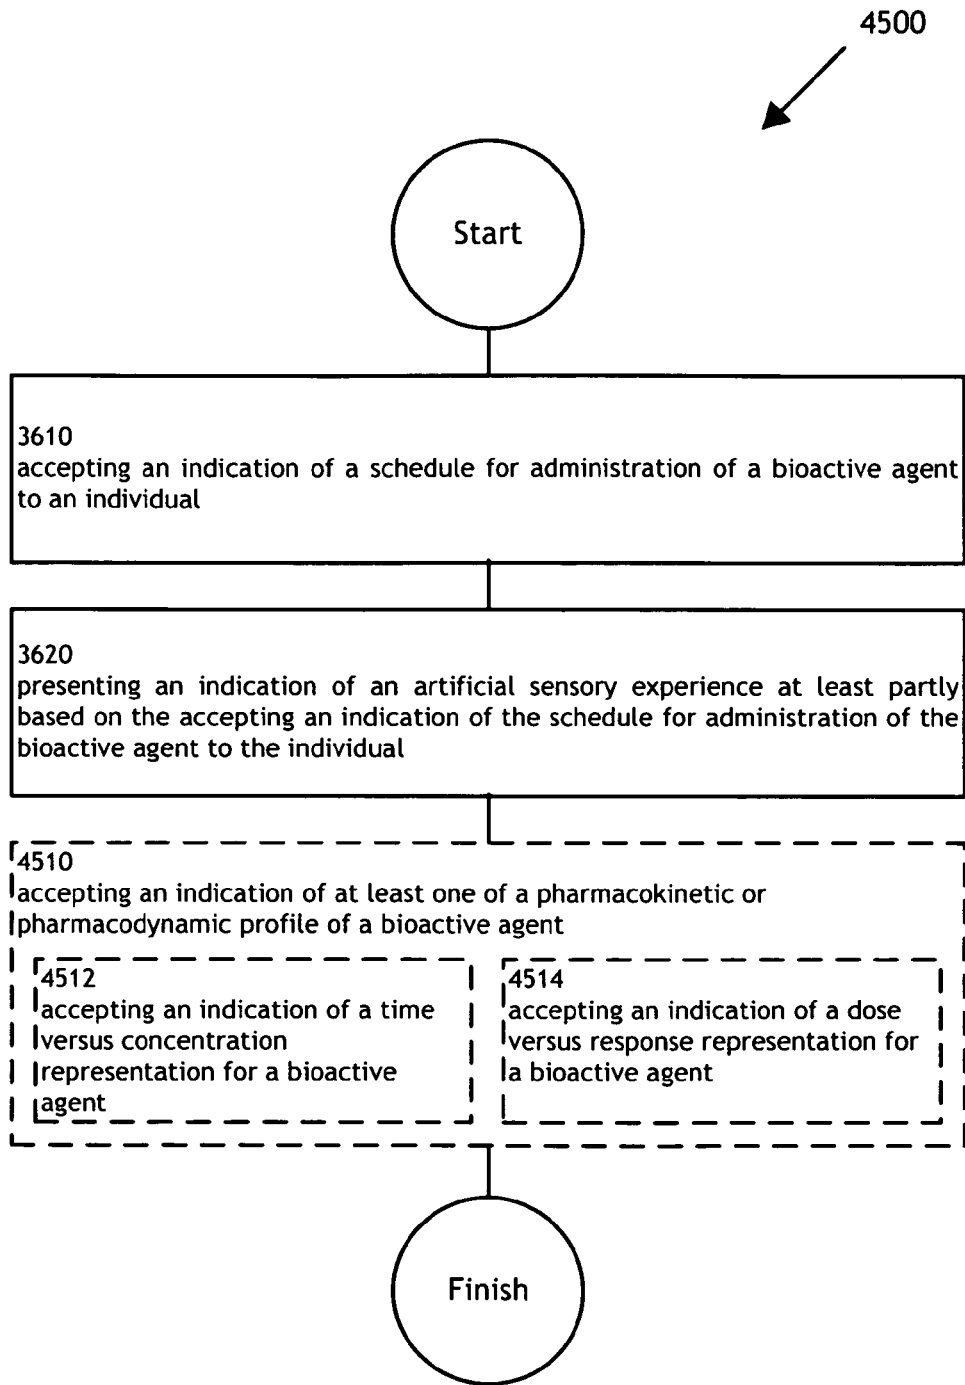 4500
Start
3610
accepting an indication of a schedule for administration of a bioactive agent
to an individual
3620
presenting an indication of an artificial sensory experience at least partly
based on the accepting an indication of the schedule for administration of the
bioactive agent to the individual
4510
accepting an indication of at least one of a pharmacokinetic or
pharmacodynamic profile of a bioactive agent
4512
accepting an indication of a time
versus concentration
representation for a bioactive
agent
4514
accepting an indication of a dose
versus response representation for
a bioactive agent
Finish